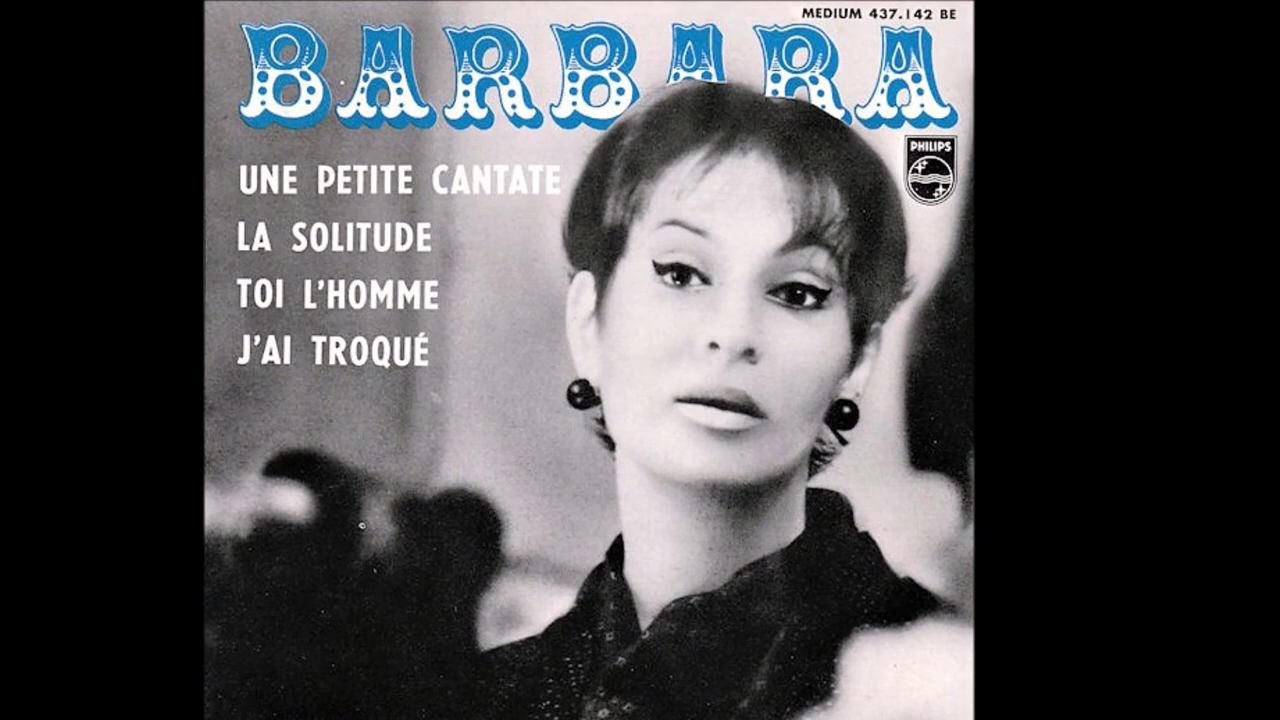 MEDIUM 437.142 BE
BARBARA
PHILIPS
UNE PETITE CANTATE
LA SOLITUDE
TOI L'HOMME
J'AI TROQUÉ